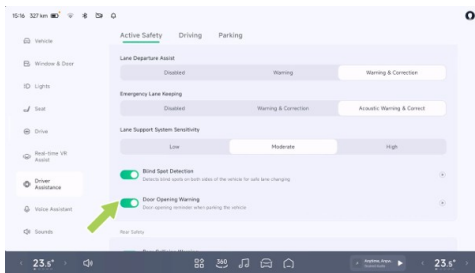 15:16 327 km
Active Safety Driving Parking
Vehicle
Window & Door
Lights
Seat
Drive
Real-time VR
Assist
Driver
Assistance
Voice Assistant
Sounds
Lane Departure Assist
Disabled Warning Warning & Correction
Emergency Lane Keeping
Disabled Warning & Correction Acoustic Warning & Correct
Lane Support System Sensitivity
Low Moderate High
Blind Spot Detection
Detects blind spots on both sides of the vehicle for safe lane changing.
Door Opening Warning
Door opening reminder when parking the vehicle
Rear Safety
23.5° 360 23.5°